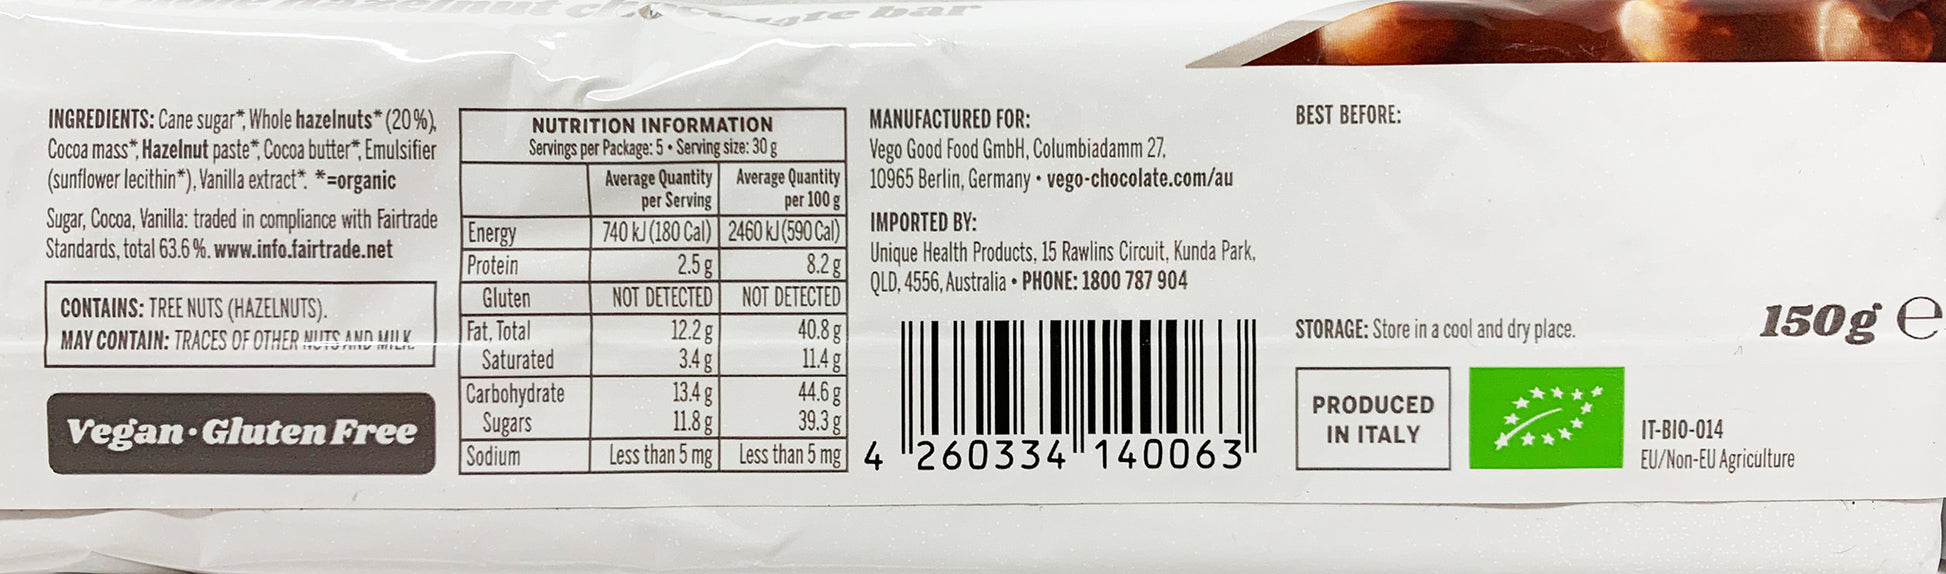 hazelnut chocolate bar
INGREDIENTS: Cane sugar*, Whole hazelnuts* (20%),
Cocoa mass*, Hazelnut paste*, Cocoa butter*, Emulsifier
(sunflower lecithin*), Vanilla extract*. *=organic
Sugar, Cocoa, Vanilla: traded in compliance with Fairtrade
Standards, total 63.6%. www.info.fairtrade.net
CONTAINS: TREE NUTS (HAZELNUTS).
MAY CONTAIN: TRACES OF OTHER NUTS AND MILK.
Vegan • Gluten Free
NUTRITION INFORMATION
Servings per Package: 5 • Serving size: 30 g
Average Quantity per Serving Average Quantity per 100 g
Energy 740 kJ (180 Cal) 2460 kJ (590 Cal)
Protein 2.5 g 8.2 g
Gluten NOT DETECTED NOT DETECTED
Fat, Total 12.2 g 40.8 g
Saturated 3.4 g 11.4 g
Carbohydrate 13.4 g 44.6 g
Sugars 11.8 g 39.3 g
Sodium Less than 5 mg Less than 5 mg
MANUFACTURED FOR:
Vego Good Food GmbH, Columbiadamm 27,
10965 Berlin, Germany • vego-chocolate.com/au
IMPORTED BY:
Unique Health Products, 15 Rawlins Circuit, Kunda Park,
QLD, 4556, Australia • PHONE: 1800 787 904
4 260334 140063
BEST BEFORE:
STORAGE: Store in a cool and dry place.
150g e
PRODUCED
IN ITALY
IT-BIO-014
EU/Non-EU Agriculture